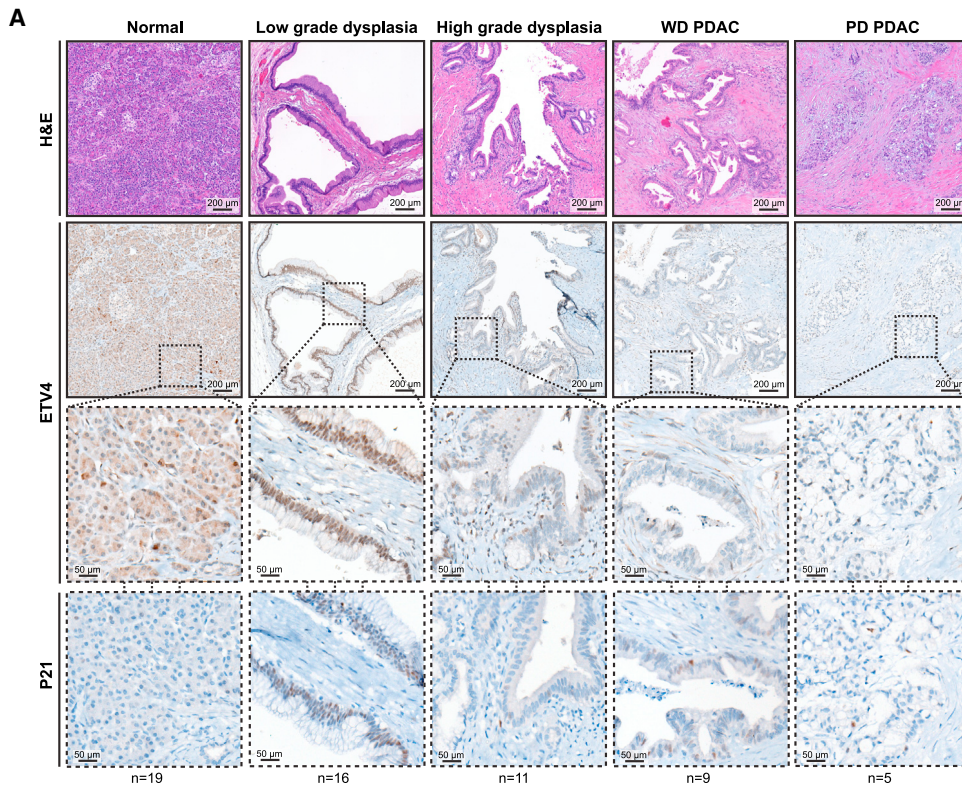 A
Normal Low grade dysplasia High grade dysplasia WD PDAC PD PDAC
H&E
200 µm 200 µm 200 µm 200 µm 200 µm
ETV4
200 µm 200 µm 200 µm 200 µm 200 µm
50 µm 50 µm 50 µm 50 µm 50 µm
P21
50 µm 50 µm 50 µm 50 µm 50 µm
n=19 n=16 n=11 n=9 n=5